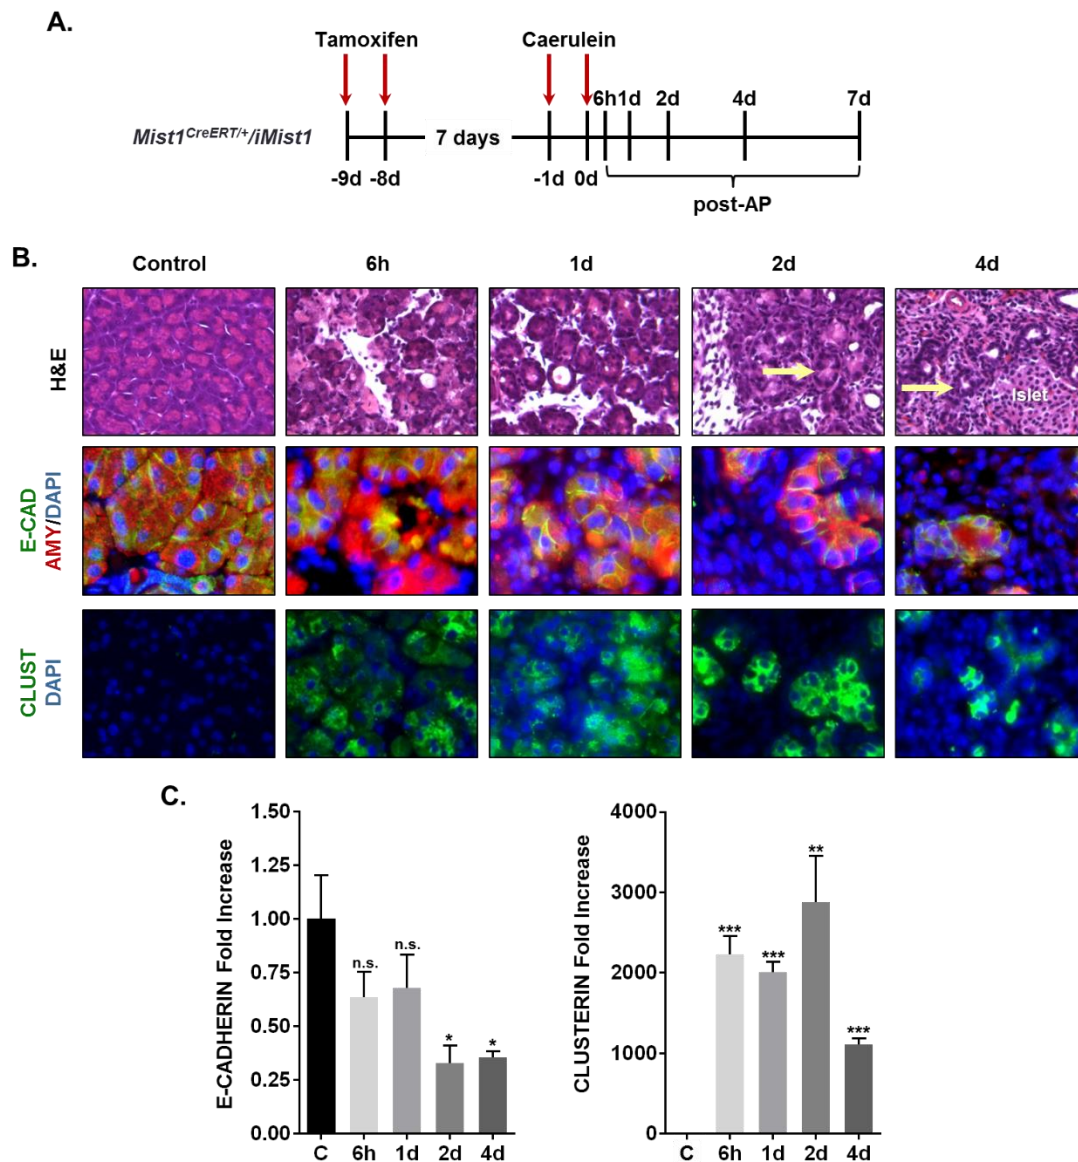 A.
Tamoxifen Caerulein
6h 1d 2d 4d 7d
Mist1CreERT/+/iMist1 7 days
-9d -8d -1d 0d
post-AP
B.
Control 6h 1d 2d 4d
H&E
Islet
E-CAD
AMY/DAPI
CLUST
DAPI
C.
E-CADHERIN Fold Increase
1.50
1.25
1.00
0.75
0.50
0.25
0.00
n.s. n.s. * *
C 6h 1d 2d 4d
CLUSTERIN Fold Increase
4000
3000
2000
1000
0
*** *** ** ***
C 6h 1d 2d 4d